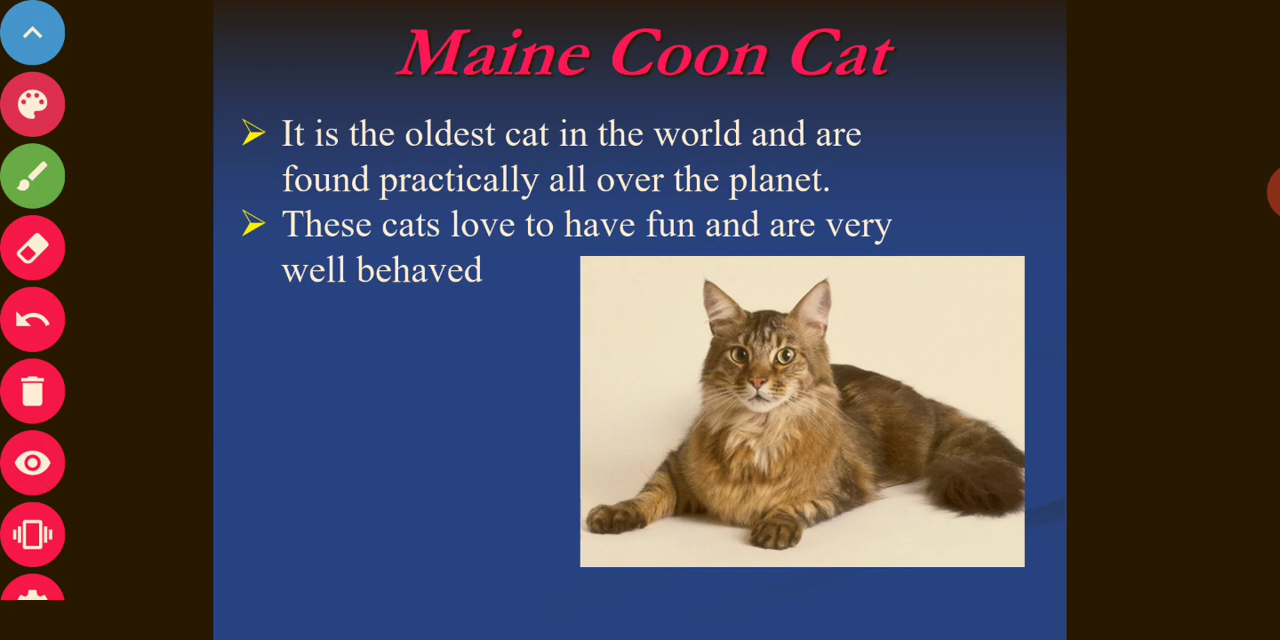 Maine Coon Cat
It is the oldest cat in the world and are
found practically all over the planet.
These cats love to have fun and are very
well behaved